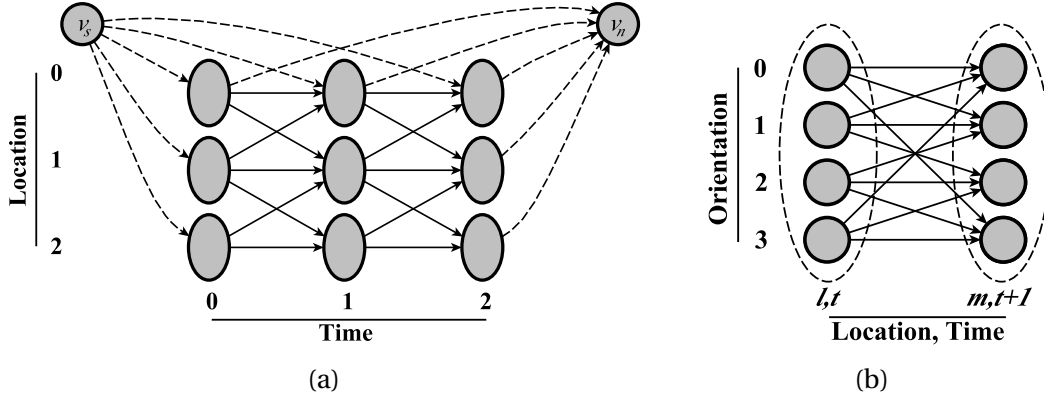 v_s
v_n
Location
0
1
2
0 1 2
Time
(a)
Orientation
0
1
2
3
l,t m,t+1
Location, Time
(b)